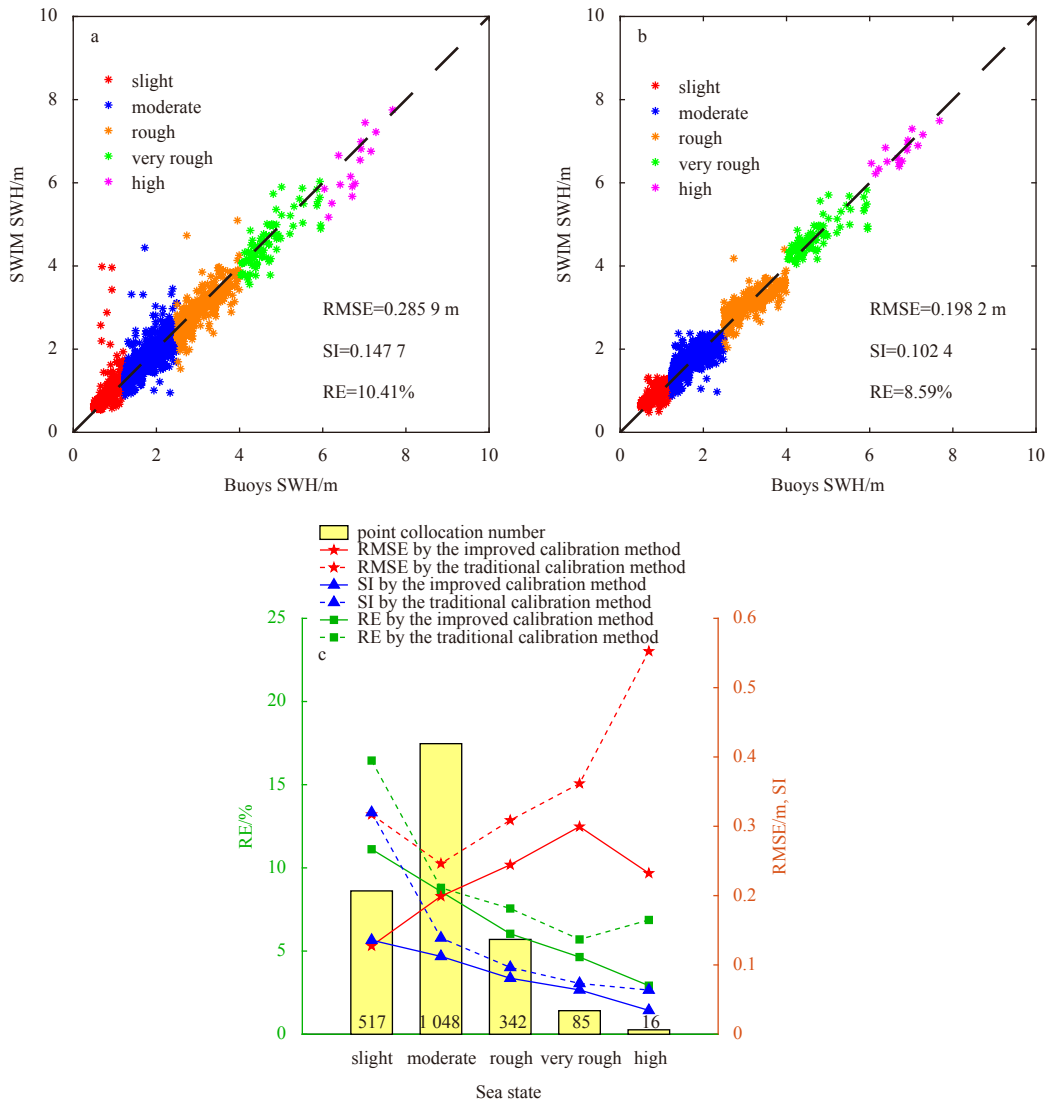 a
slight
moderate
rough
very rough
high
RMSE=0.285 9 m
SI=0.147 7
RE=10.41%
10
8
6
4
2
0
0 2 4 6 8 10
SWIM SWH/m
Buoys SWH/m
b
slight
moderate
rough
very rough
high
RMSE=0.198 2 m
SI=0.102 4
RE=8.59%
10
8
6
4
2
0
0 2 4 6 8 10
SWIM SWH/m
Buoys SWH/m
point collocation number
RMSE by the improved calibration method
RMSE by the traditional calibration method
SI by the improved calibration method
SI by the traditional calibration method
RE by the improved calibration method
RE by the traditional calibration method
c
25
20
15
10
5
0
RE/%
0.6
0.5
0.4
0.3
0.2
0.1
0
RMSE/m, SI
517 1 048 342 85 16
slight moderate rough very rough high
Sea state